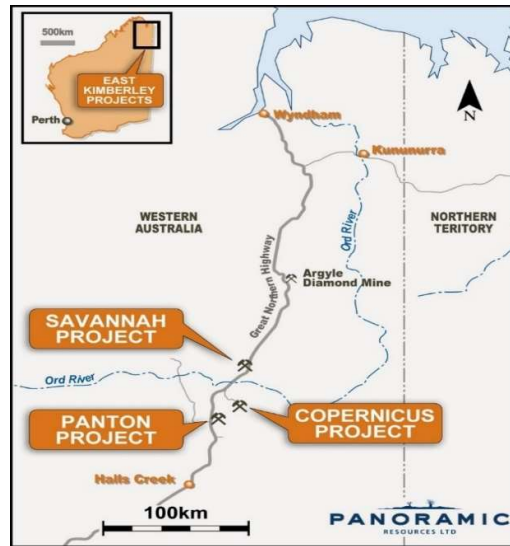 500km
EAST
KIMBERLEY
PROJECTS
Perth
Wyndham
N
Kununurra
WESTERN
AUSTRALIA
NORTHERN
TERITORY
Ord River
Great Northern Highway
Argyle
Diamond Mine
SAVANNAH
PROJECT
Ord River
PANTON
PROJECT
COPERNICUS
PROJECT
Halls Creek
100km
PANORAMIC
RESOURCES LTD